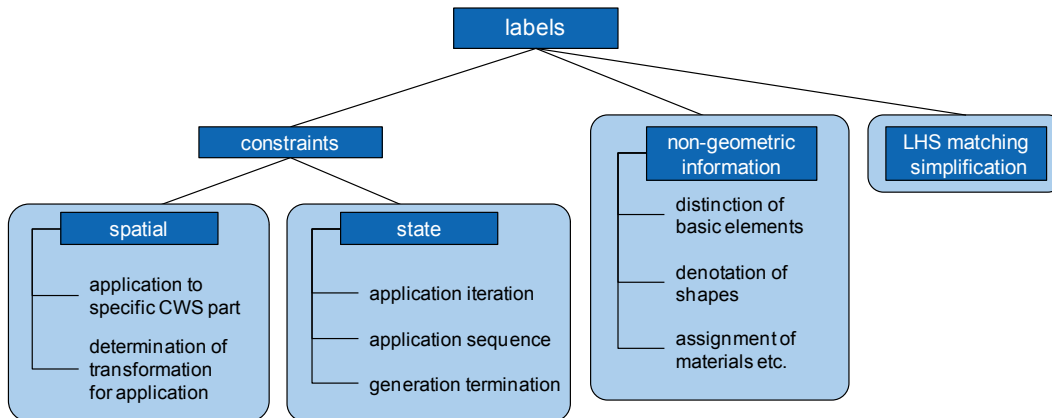 labels
constraints
spatial
application to
specific CWS part
determination of
transformation
for application
state
application iteration
application sequence
generation termination
non-geometric
information
distinction of
basic elements
denotation of
shapes
assignment of
materials etc.
LHS matching
simplification